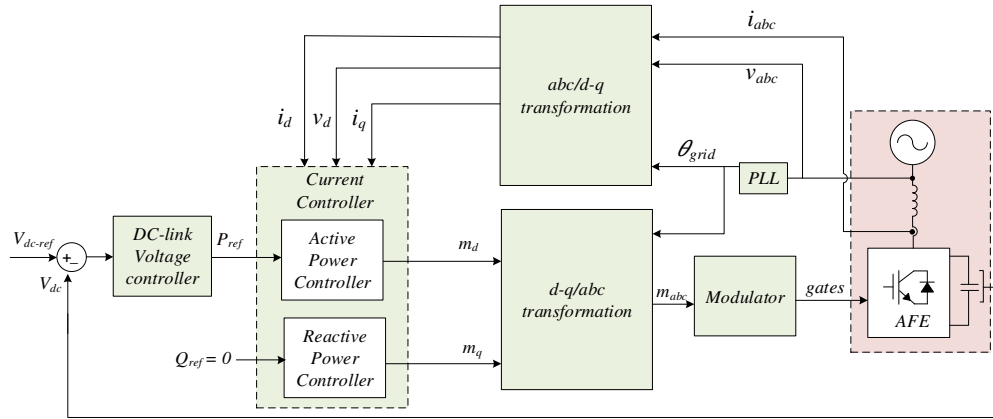 i_abc
abc/d-q
transformation
v_abc
i_d
v_d
i_q
θ_grid
PLL
Current
Controller
V_dc-ref
+
-
V_dc
DC-link
Voltage
controller
P_ref
Active
Power
Controller
m_d
d-q/abc
transformation
m_abc
Modulator
gates
AFE
Q_ref = 0
Reactive
Power
Controller
m_q